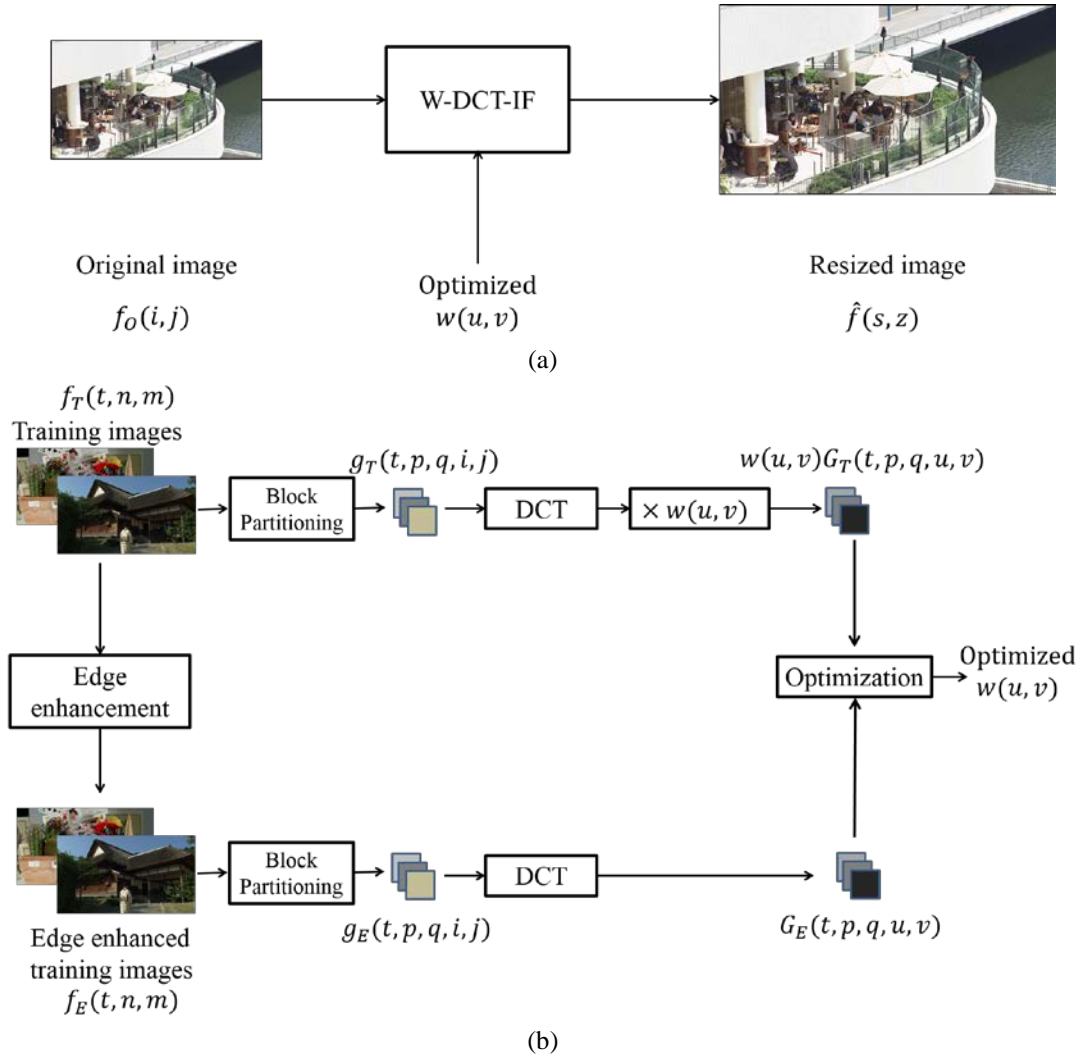 W-DCT-IF
Original image
Resized image
Optimized
w(u, v)
f_O(i, j)
f̂(s, z)
(a)
f_T(t, n, m)
Training images
g_T(t, p, q, i, j)
w(u, v)G_T(t, p, q, u, v)
Block
Partitioning
DCT
× w(u, v)
Edge
enhancement
Optimization
Optimized
w(u, v)
Block
Partitioning
DCT
g_E(t, p, q, i, j)
G_E(t, p, q, u, v)
Edge enhanced
training images
f_E(t, n, m)
(b)